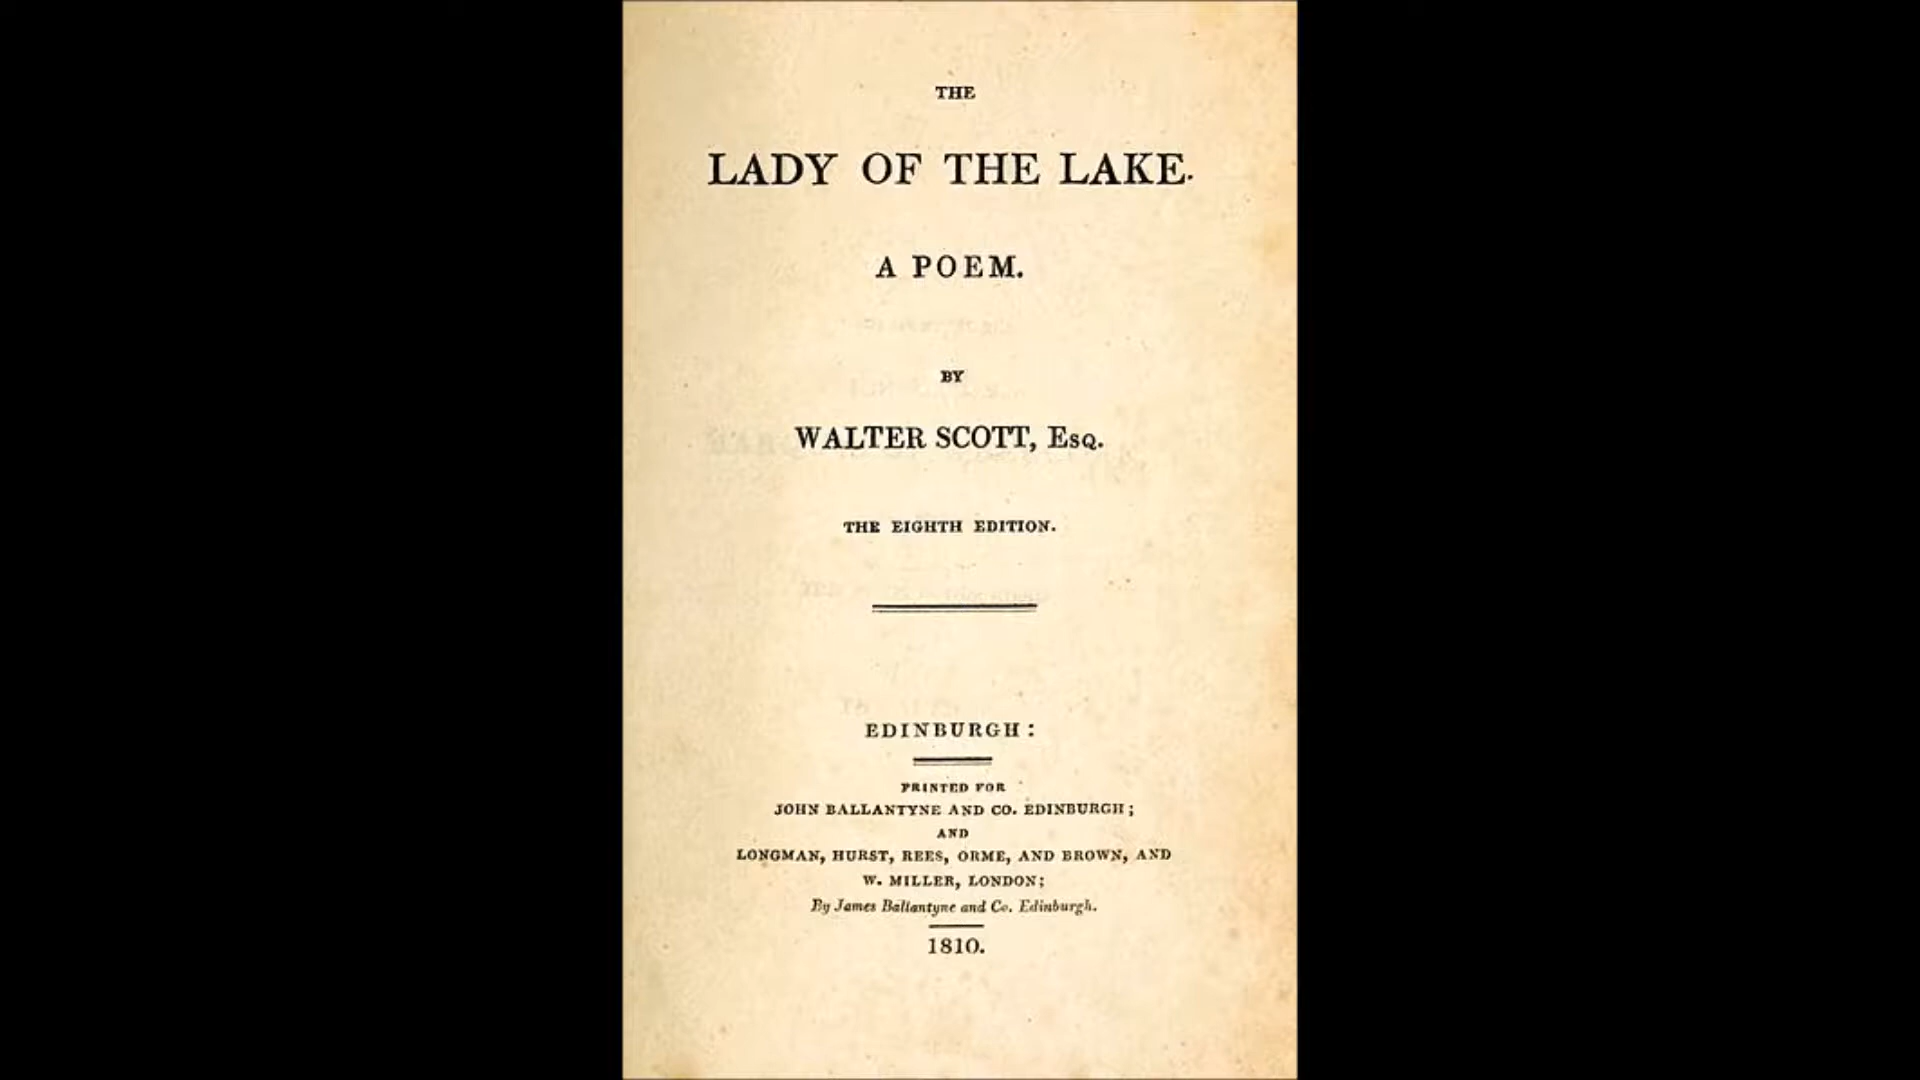 THE
LADY OF THE LAKE.
A POEM.
BY
WALTER SCOTT, Esq.
THE EIGHTH EDITION.
EDINBURGH:
PRINTED FOR
JOHN BALLANTYNE AND CO. EDINBURGH;
AND
LONGMAN, HURST, REES, ORME, AND BROWN, AND
W. MILLER, LONDON;
By James Ballantyne and Co. Edinburgh.
1810.